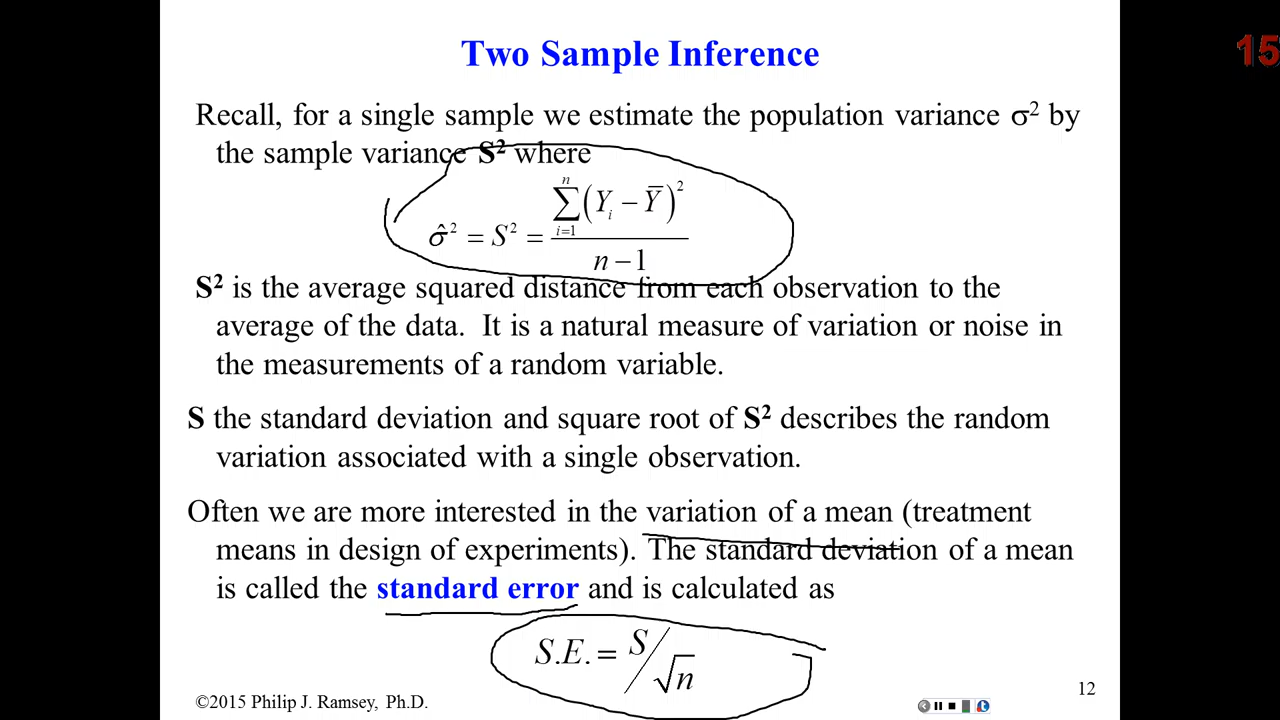 Two Sample Inference
15
Recall, for a single sample we estimate the population variance σ² by
the sample variance S² where
σ̂² = S² = \frac{\sum_{i=1}^{n}(Y_i − Ȳ)²}{n − 1}
S² is the average squared distance from each observation to the
average of the data. It is a natural measure of variation or noise in
the measurements of a random variable.
S the standard deviation and square root of S² describes the random
variation associated with a single observation.
Often we are more interested in the variation of a mean (treatment
means in design of experiments). The standard deviation of a mean
is called the standard error and is calculated as
S.E. = S/√n
©2015 Philip J. Ramsey, Ph.D.
12